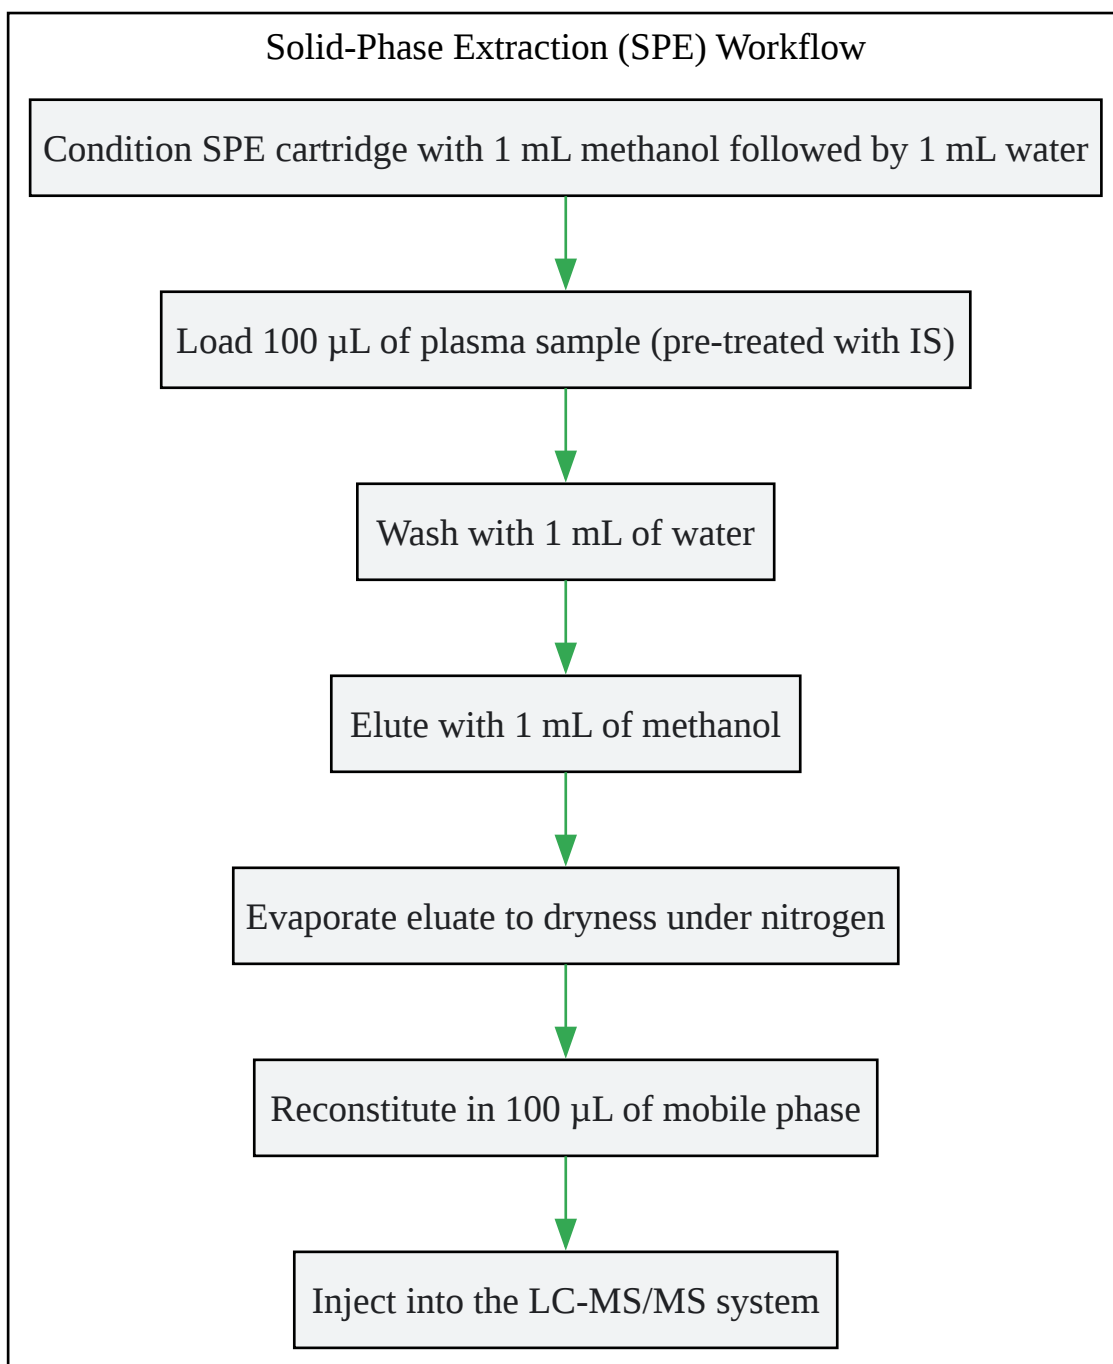 Solid-Phase Extraction (SPE) Workflow
Condition SPE cartridge with 1 mL methanol followed by 1 mL water
Load 100 µL of plasma sample (pre-treated with IS)
Wash with 1 mL of water
Elute with 1 mL of methanol
Evaporate eluate to dryness under nitrogen
Reconstitute in 100 µL of mobile phase
Inject into the LC-MS/MS system